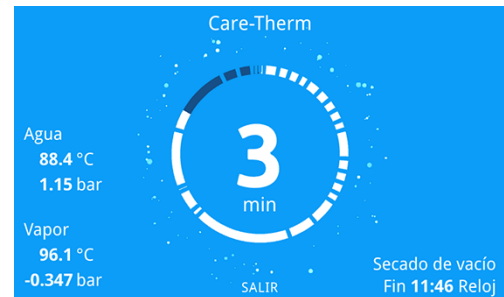 Care-Therm
Agua
88.4 °C
1.15 bar
3
min
Vapor
96.1 °C
-0.347 bar
SALIR
Secado de vacío
Fin 11:46 Reloj